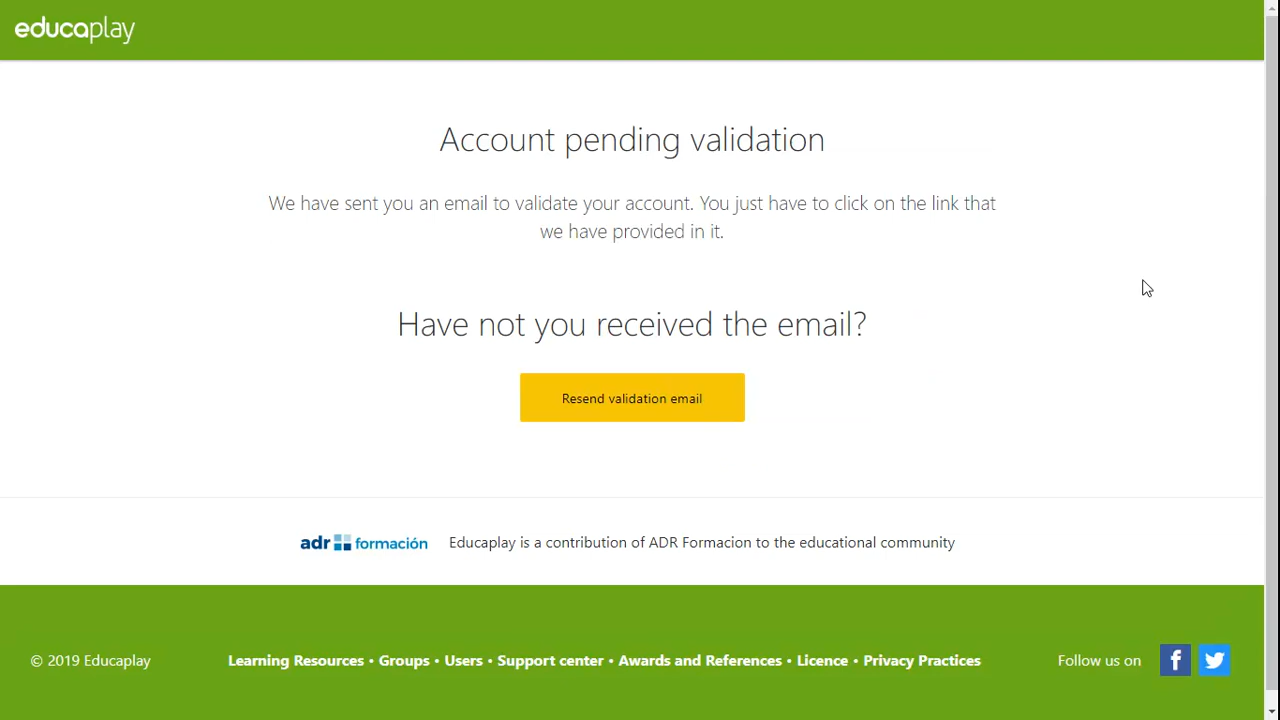 educaplay
Account pending validation
We have sent you an email to validate your account. You just have to click on the link that
we have provided in it.
Have not you received the email?
Resend validation email
adr formación Educaplay is a contribution of ADR Formacion to the educational community
© 2019 Educaplay Learning Resources • Groups • Users • Support center • Awards and References • Licence • Privacy Practices Follow us on